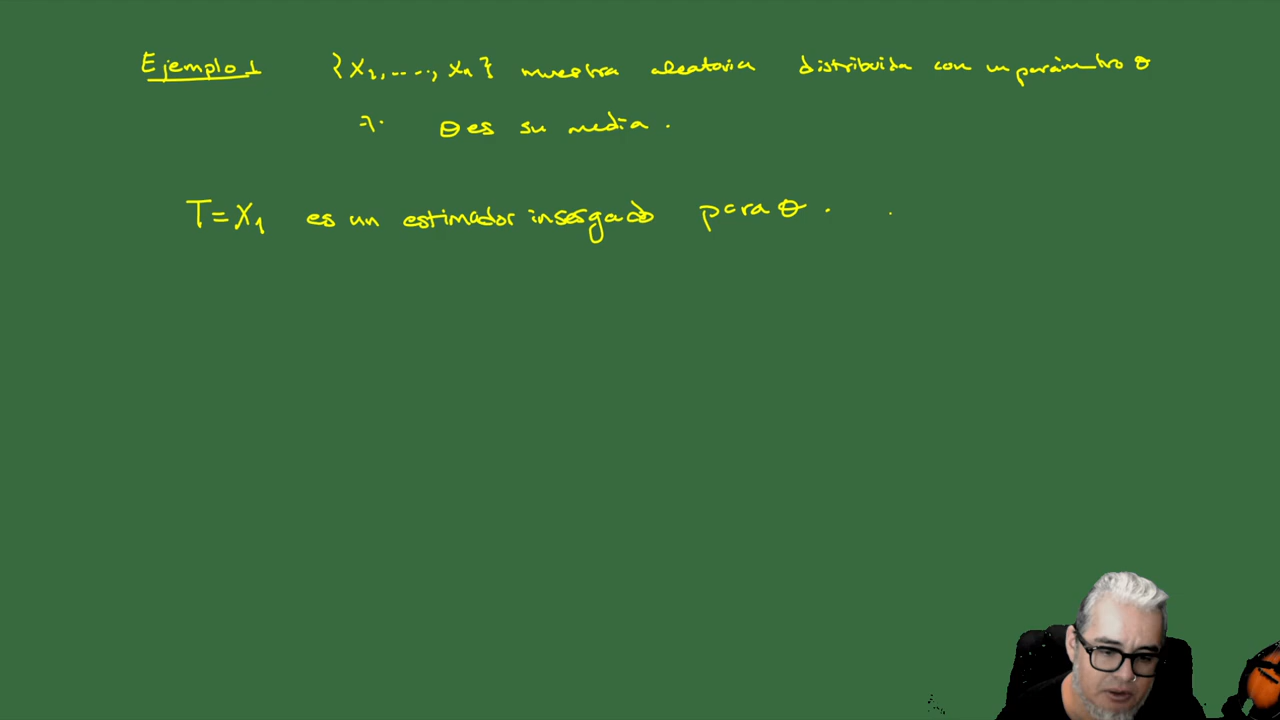 Ejemplo 1 {X1,....,Xn} muestra aleatoria distribuida con un parámetro θ
∋· θ es su media.
T=X1 es un estimador insesgado para θ.